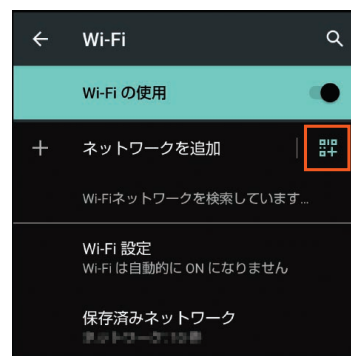 Wi-Fi
Wi-Fi の使用
ネットワークを追加
Wi-Fiネットワークを検索しています...
Wi-Fi 設定
Wi-Fi は自動的に ON になりません
保存済みネットワーク